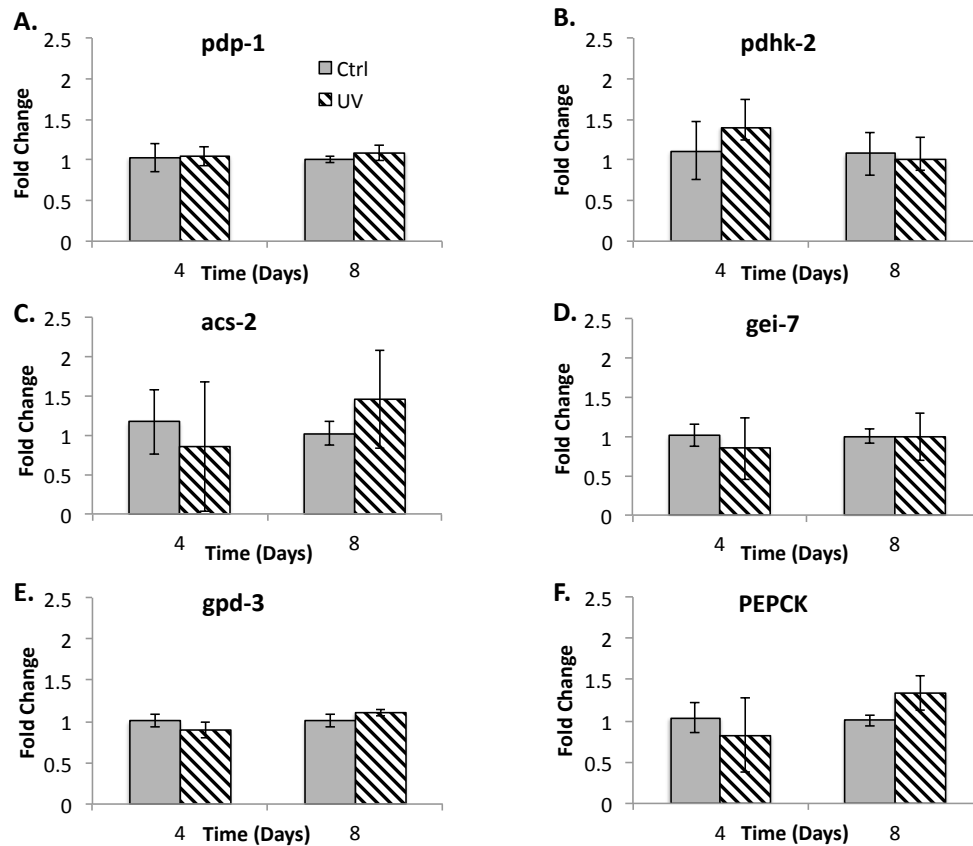 A.
pdp-1
Fold Change
2.5
2
1.5
1
0.5
0
Ctrl
UV
4
Time (Days)
8
B.
pdhk-2
Fold Change
2.5
2
1.5
1
0.5
0
4
Time (Days)
8
C.
acs-2
Fold Change
2.5
2
1.5
1
0.5
0
4
Time (Days)
8
D.
gei-7
Fold Change
2.5
2
1.5
1
0.5
0
4
Time (Days)
8
E.
gpd-3
Fold Change
2.5
2
1.5
1
0.5
0
4
Time (Days)
8
F.
PEPCK
Fold Change
2.5
2
1.5
1
0.5
0
4
Time (Days)
8